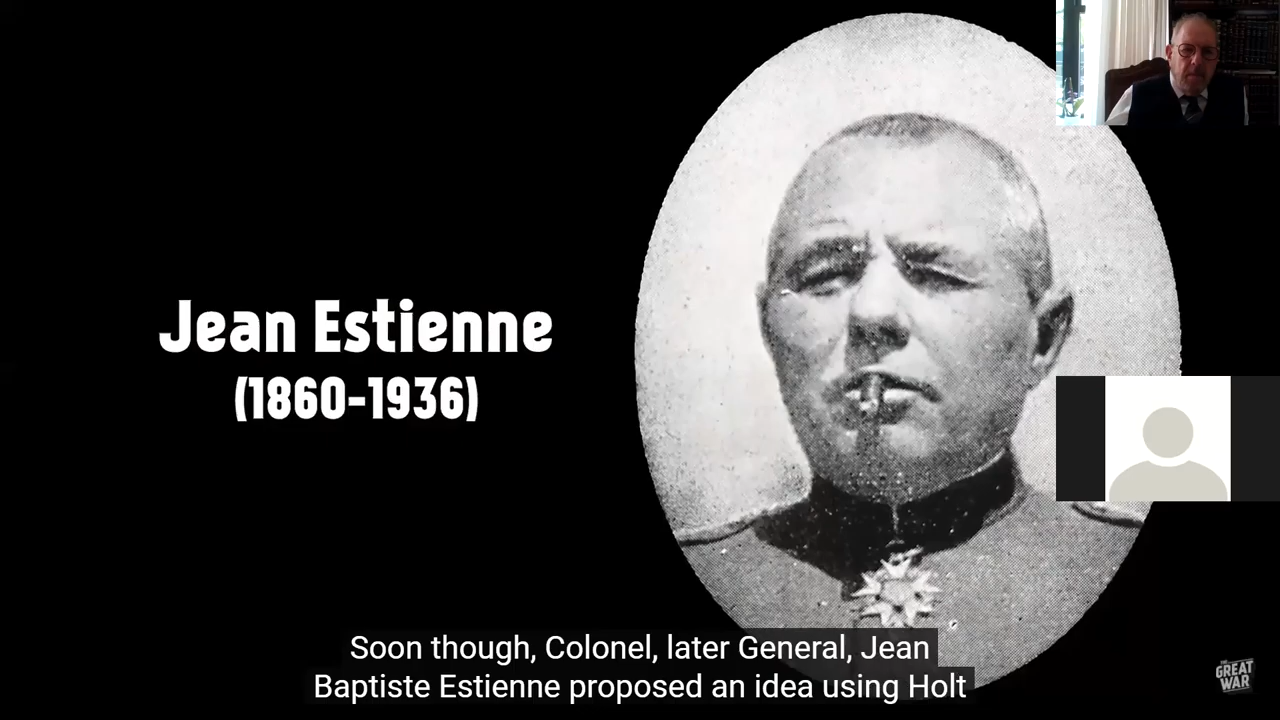 Jean Estienne
(1860-1936)
Soon though, Colonel, later General, Jean
Baptiste Estienne proposed an idea using Holt
THE
GREAT
WAR